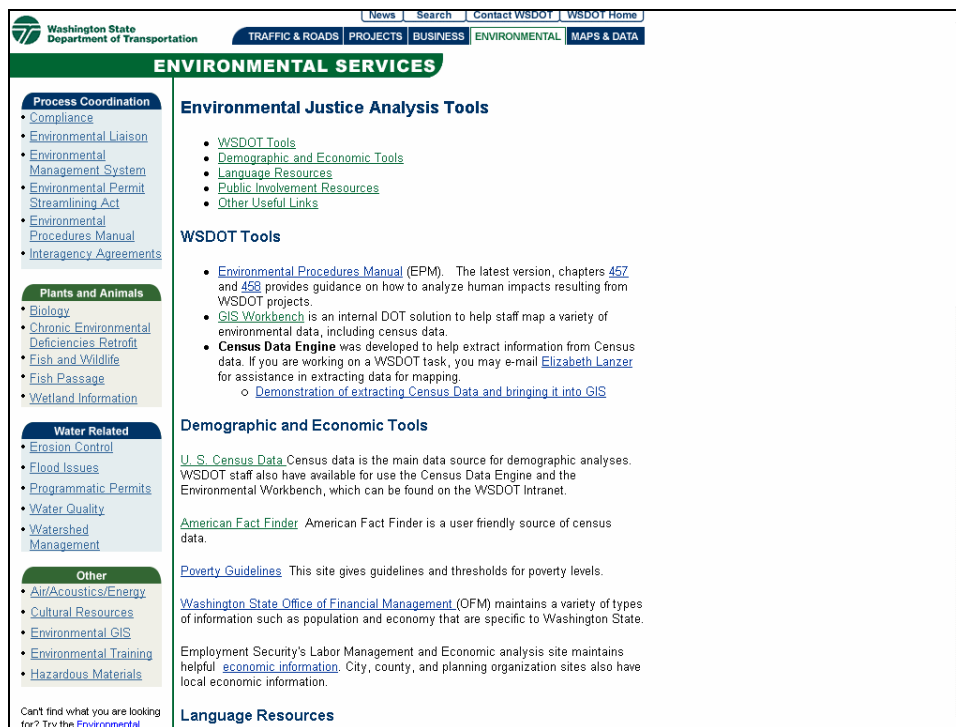 News Search Contact WSDOT WSDOT Home
Washington State
Department of Transportation
TRAFFIC & ROADS PROJECTS BUSINESS ENVIRONMENTAL MAPS & DATA
ENVIRONMENTAL SERVICES
Process Coordination
• Compliance
• Environmental Liaison
• Environmental
Management System
• Environmental Permit
Streamlining Act
• Environmental
Procedures Manual
• Interagency Agreements
Plants and Animals
• Biology
• Chronic Environmental
Deficiencies Retrofit
• Fish and Wildlife
• Fish Passage
• Wetland Information
Water Related
• Erosion Control
• Flood Issues
• Programmatic Permits
• Water Quality
• Watershed
Management
Other
• Air/Acoustics/Energy
• Cultural Resources
• Environmental GIS
• Environmental Training
• Hazardous Materials
Can't find what you are looking
for? Try the Environmental
Environmental Justice Analysis Tools
• WSDOT Tools
• Demographic and Economic Tools
• Language Resources
• Public Involvement Resources
• Other Useful Links
WSDOT Tools
• Environmental Procedures Manual (EPM). The latest version, chapters 457
and 458 provides guidance on how to analyze human impacts resulting from
WSDOT projects.
• GIS Workbench is an internal DOT solution to help staff map a variety of
environmental data, including census data.
• Census Data Engine was developed to help extract information from Census
data. If you are working on a WSDOT task, you may e-mail Elizabeth Lanzer
for assistance in extracting data for mapping.
o Demonstration of extracting Census Data and bringing it into GIS
Demographic and Economic Tools
U. S. Census Data Census data is the main data source for demographic analyses.
WSDOT staff also have available for use the Census Data Engine and the
Environmental Workbench, which can be found on the WSDOT Intranet.
American Fact Finder American Fact Finder is a user friendly source of census
data.
Poverty Guidelines This site gives guidelines and thresholds for poverty levels.
Washington State Office of Financial Management (OFM) maintains a variety of types
of information such as population and economy that are specific to Washington State.
Employment Security's Labor Management and Economic analysis site maintains
helpful economic information. City, county, and planning organization sites also have
local economic information.
Language Resources